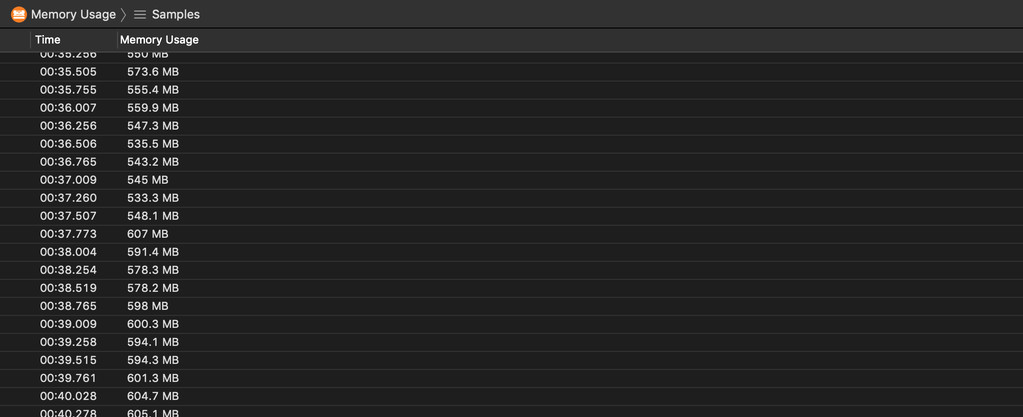 Memory Usage Samples
Time Memory Usage
00:35.256 550 MB
00:35.505 573.6 MB
00:35.755 555.4 MB
00:36.007 559.9 MB
00:36.256 547.3 MB
00:36.506 535.5 MB
00:36.765 543.2 MB
00:37.009 545 MB
00:37.260 533.3 MB
00:37.507 548.1 MB
00:37.773 607 MB
00:38.004 591.4 MB
00:38.254 578.3 MB
00:38.519 578.2 MB
00:38.765 598 MB
00:39.009 600.3 MB
00:39.258 594.1 MB
00:39.515 594.3 MB
00:39.761 601.3 MB
00:40.028 604.7 MB
00:40.278 605.1 MB